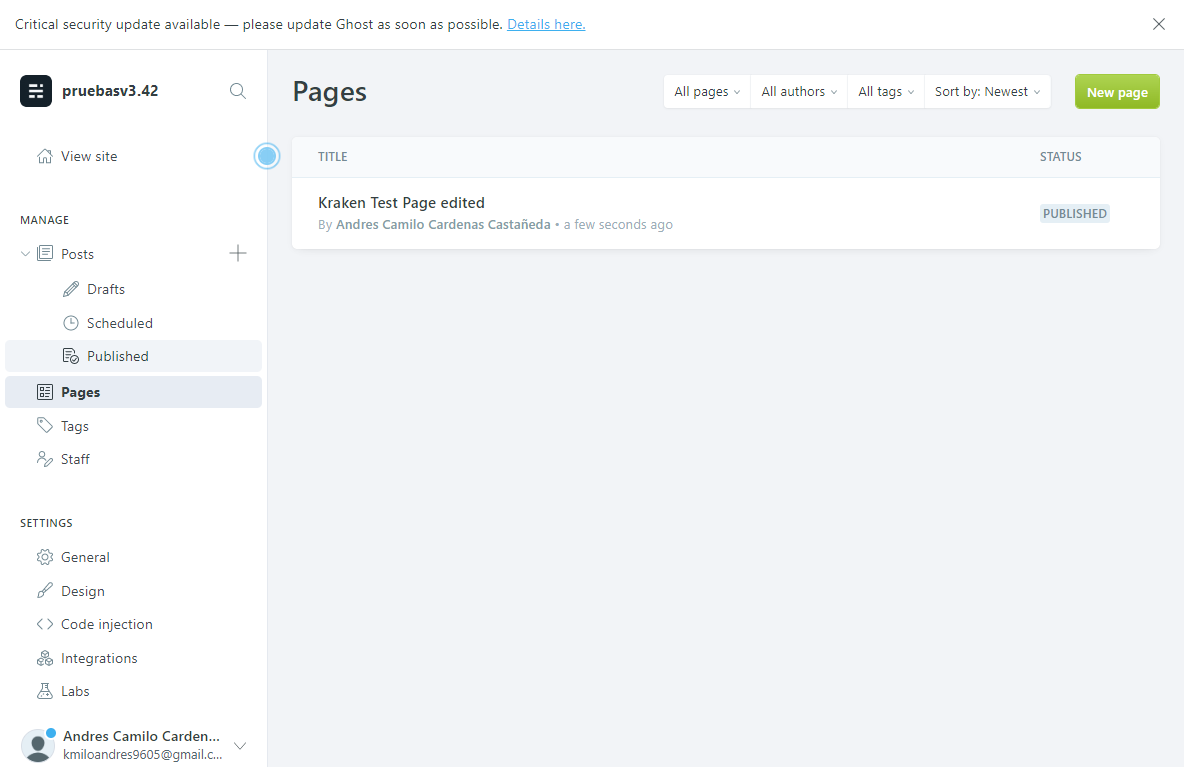 Critical security update available — please update Ghost as soon as possible. Details here.
pruebasv3.42
View site
MANAGE
Posts
Drafts
Scheduled
Published
Pages
Tags
Staff
SETTINGS
General
Design
Code injection
Integrations
Labs
Andres Camilo Carden...
kmiloandres9605@gmail.c...
Pages
All pages
All authors
All tags
Sort by: Newest
New page
TITLE STATUS
Kraken Test Page edited
By Andres Camilo Cardenas Castañeda • a few seconds ago
PUBLISHED